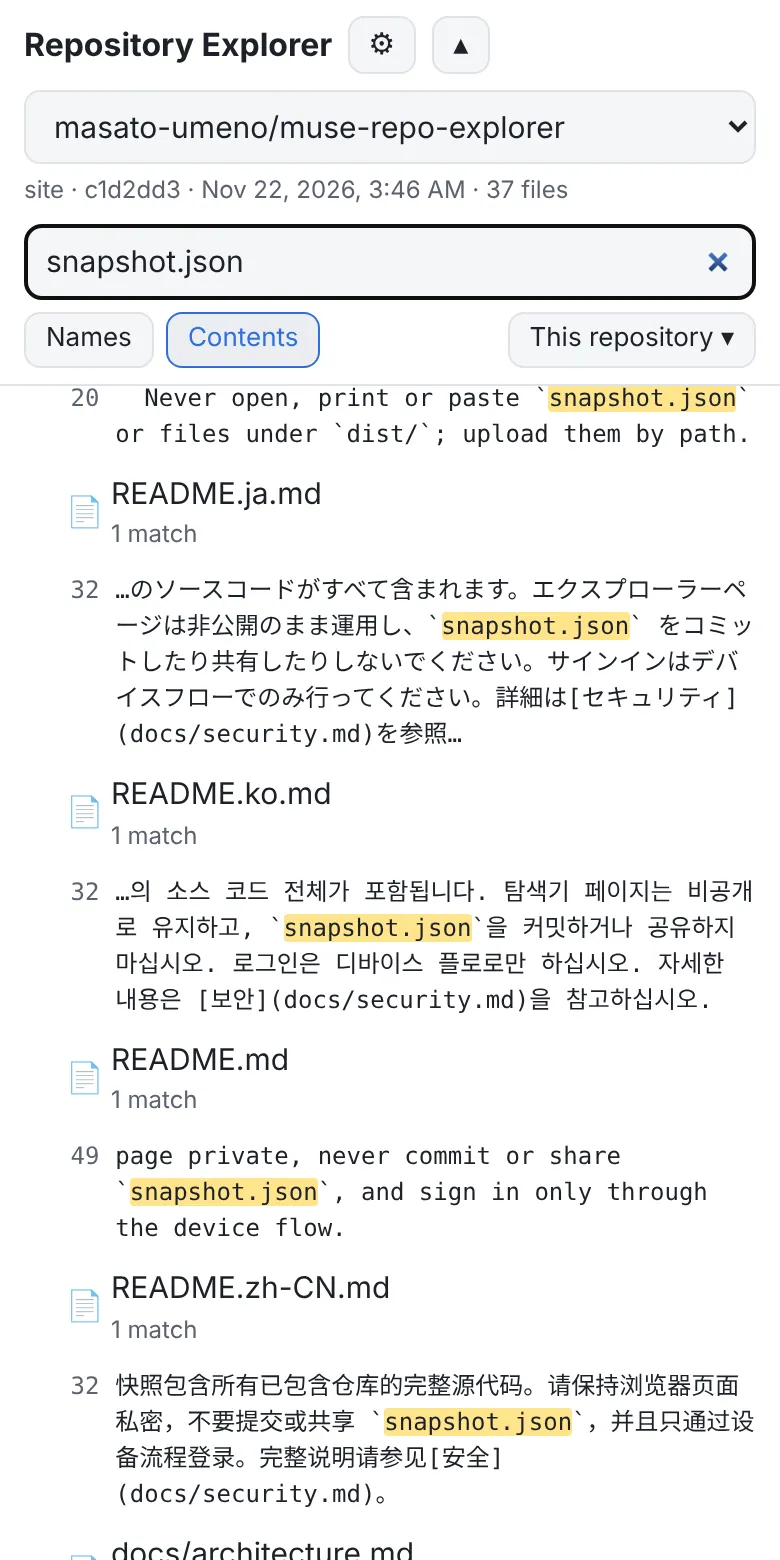 Repository Explorer ⚙ ▲
masato-umeno/muse-repo-explorer
site · c1d2dd3 · Nov 22, 2026, 3:46 AM · 37 files
snapshot.json ×
Names Contents This repository ▾
20 Never open, print or paste `snapshot.json`
or files under `dist/`; upload them by path.
README.ja.md
1 match
32 …のソースコードがすべて含まれます。エクスプローラーペ
ージは非公開のまま運用し、`snapshot.json` をコミッ
トしたり共有したりしないでください。サインインはデバ
イスフローでのみ行ってください。詳細は[セキュリティ]
(docs/security.md)を参照…
README.ko.md
1 match
32 …의 소스 코드 전체가 포함됩니다. 탐색기 페이지는 비공개
로 유지하고, `snapshot.json`을 커밋하거나 공유하지
마십시오. 로그인은 디바이스 플로로만 하십시오. 자세한
내용은 [보안](docs/security.md)을 참고하십시오.
README.md
1 match
49 page private, never commit or share
`snapshot.json`, and sign in only through
the device flow.
README.zh-CN.md
1 match
32 快照包含所有已包含仓库的完整源代码。请保持浏览器页面
私密，不要提交或共享 `snapshot.json`，并且只通过设
备流程登录。完整说明请参见[安全]
(docs/security.md)。
docs/architecture.md